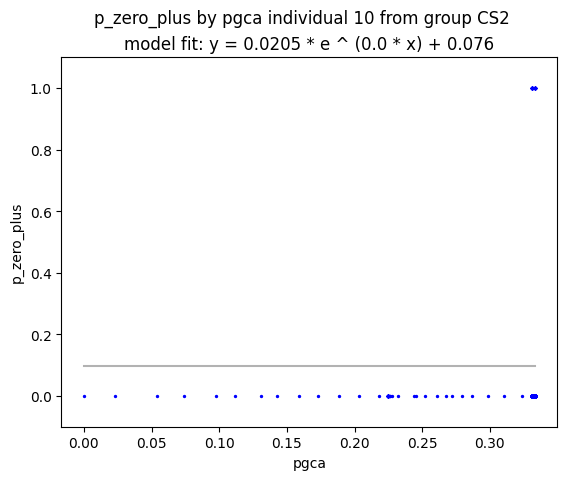 p_zero_plus by pgca individual 10 from group CS2
model fit: y = 0.0205 * e ^ (0.0 * x) + 0.076
1.0
0.8
0.6
0.4
0.2
0.0
p_zero_plus
0.00 0.05 0.10 0.15 0.20 0.25 0.30
pgca